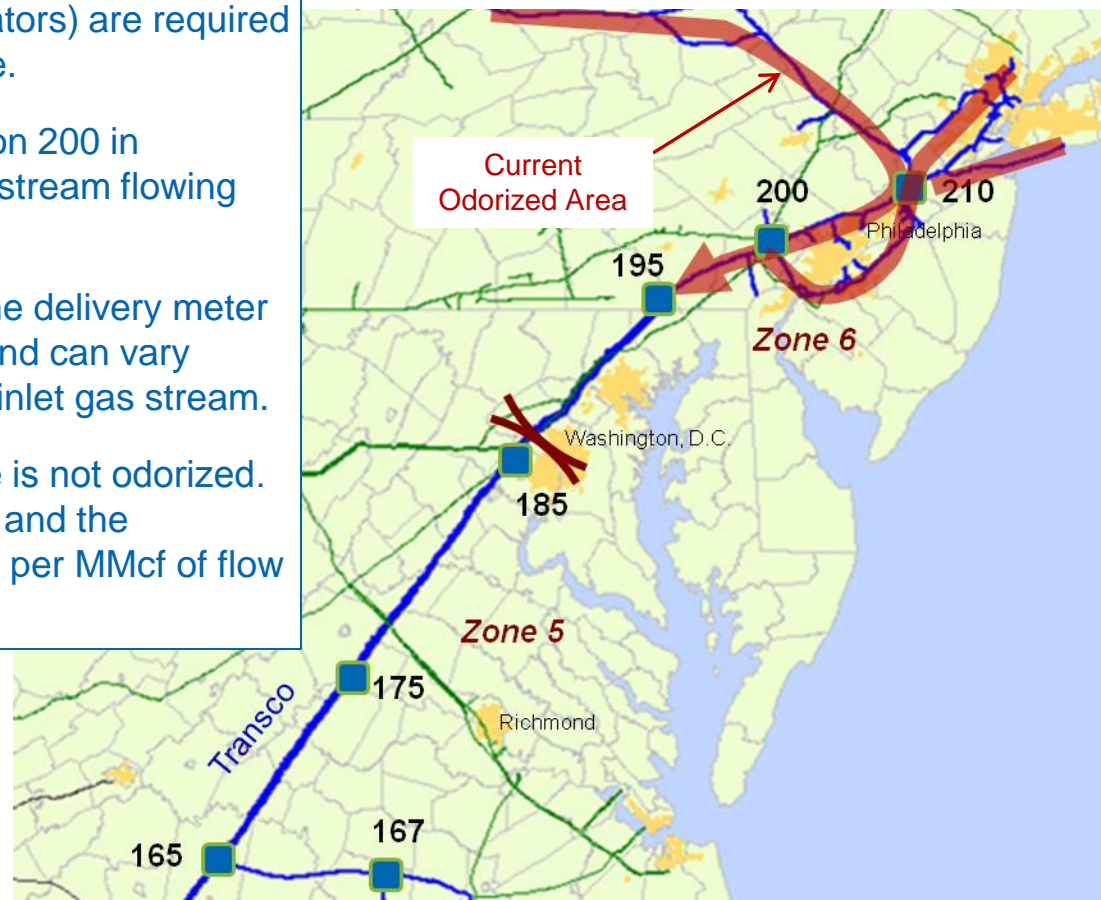 ators) are required
e.
on 200 in
stream flowing
he delivery meter
and can vary
inlet gas stream.
e is not odorized.
and the
per MMcf of flow
Current
Odorized Area
200
210
Philadelphia
195
Zone 6
Washington, D.C.
185
Zone 5
175
Transco
Richmond
167
165